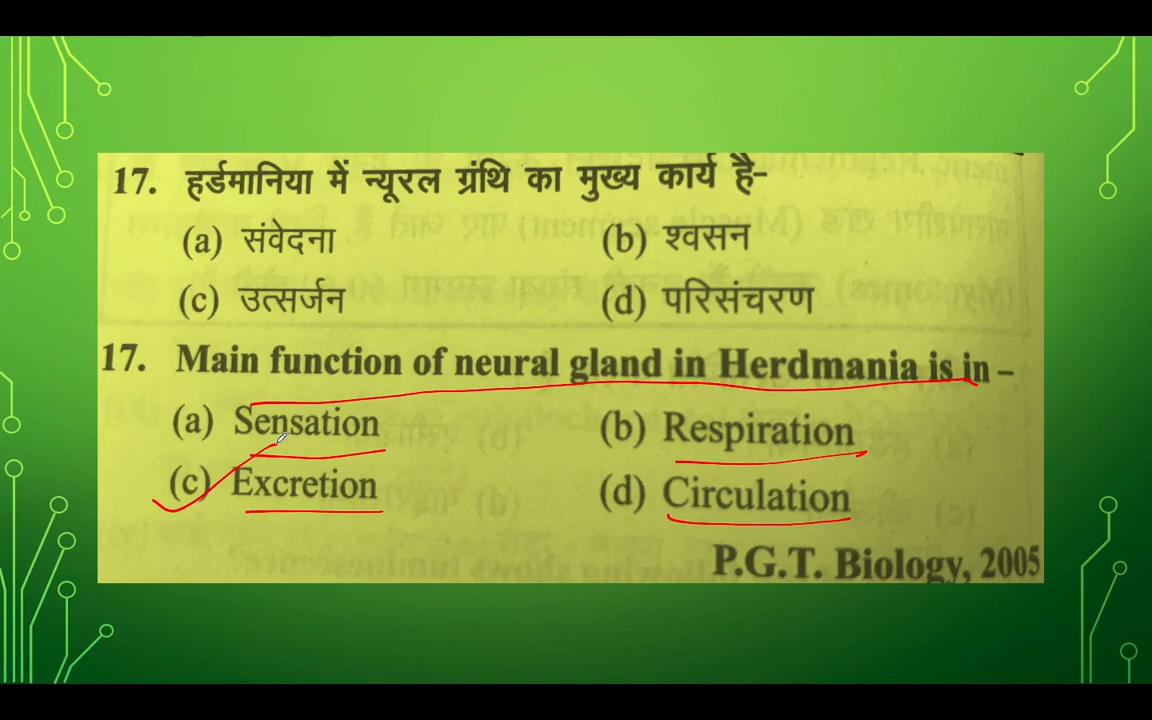 17. हर्डमानिया में न्यूरल ग्रंथि का मुख्य कार्य है-
(a) संवेदना (b) श्वसन
(c) उत्सर्जन (d) परिसंचरण
17. Main function of neural gland in Herdmania is in –
(a) Sensation (b) Respiration
(c) Excretion (d) Circulation
P.G.T. Biology, 2005